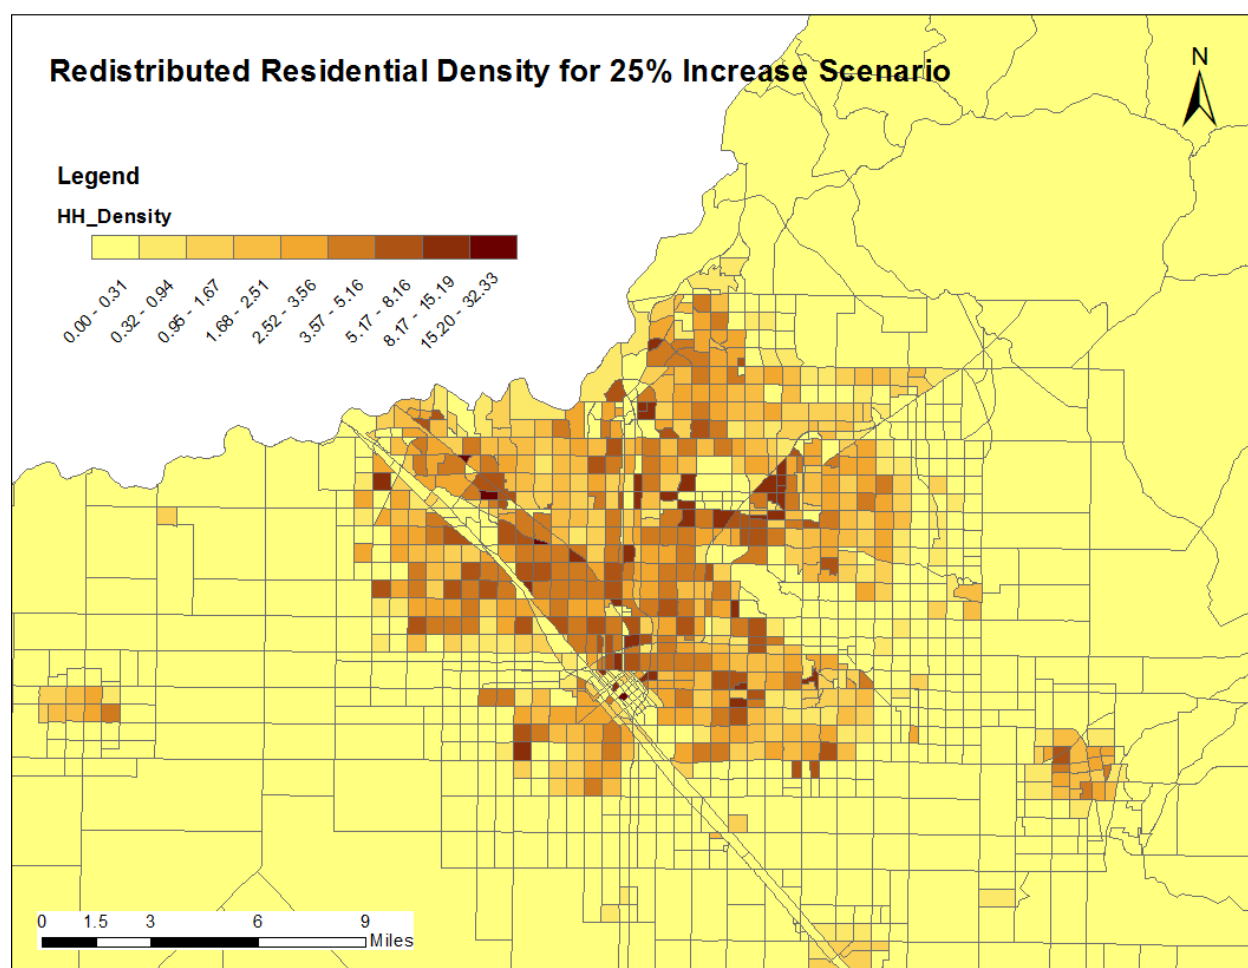 Redistributed Residential Density for 25% Increase Scenario
N
Legend
HH_Density
0.00 - 0.31
0.32 - 0.94
0.95 - 1.67
1.68 - 2.51
2.52 - 3.56
3.57 - 5.16
5.17 - 8.16
8.17 - 15.19
15.20 - 32.33
0 1.5 3 6 9
Miles